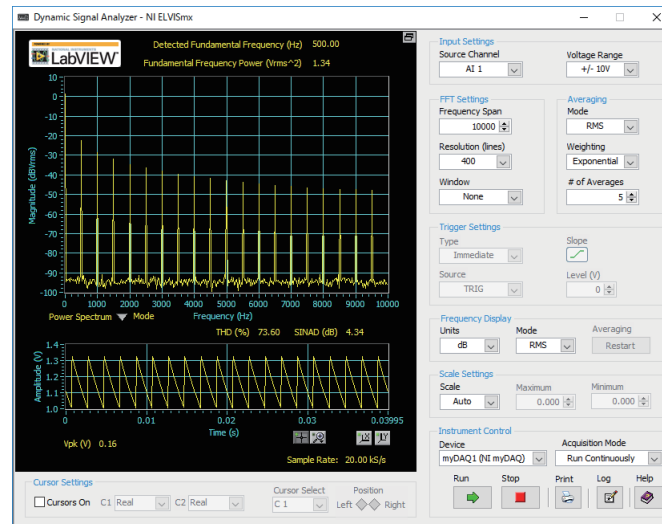 Dynamic Signal Analyzer - NI ELVISmx
LabVIEW
Detected Fundamental Frequency (Hz) 500.00
Fundamental Frequency Power (Vrms^2) 1.34
Magnitude (dBVrms)
10
0
-10
-20
-30
-40
-50
-60
-70
-80
-90
-100
0 1000 2000 3000 4000 5000 6000 7000 8000 9000 10000
Power Spectrum Mode Frequency (Hz)
THD (%) 73.60 SINAD (dB) 4.34
Amplitude (V)
1.4
1.3
1.2
1.1
1.0
0 0.01 0.02 0.03 0.03995
Time (s)
Vpk (V) 0.16
Sample Rate: 20.00 kS/s
Cursor Settings
Cursors On C1 Real C2 Real
Cursor Select
C 1
Position
Left Right
Input Settings
Source Channel Voltage Range
AI 1 +/- 10V
FFT Settings
Frequency Span
10000
Resolution (lines)
400
Window
None
Averaging
Mode
RMS
Weighting
Exponential
# of Averages
5
Trigger Settings
Type Slope
Immediate
Source Level (V)
TRIG 0
Frequency Display
Units Mode Averaging
dB RMS Restart
Scale Settings
Scale Maximum Minimum
Auto 0.000 0.000
Instrument Control
Device Acquisition Mode
myDAQ1 (NI myDAQ) Run Continuously
Run Stop Print Log Help